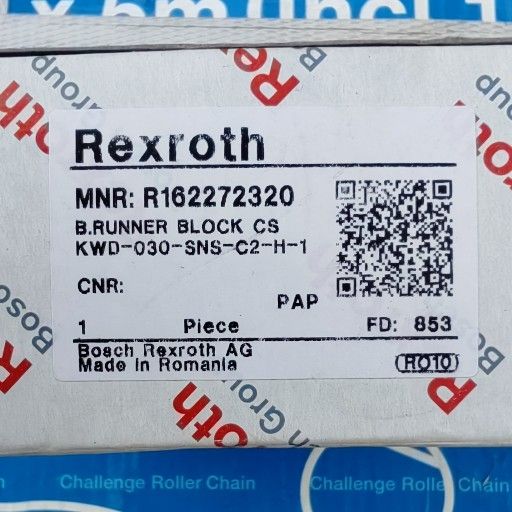 Rexroth
MNR: R162272320
B.RUNNER BLOCK CS
KWD-030-SNS-C2-H-1
CNR:
PAP
1 Piece FD: 853
Bosch Rexroth AG
Made in Romania
RO10
Challenge Roller Chain
Challenge Roller Chain